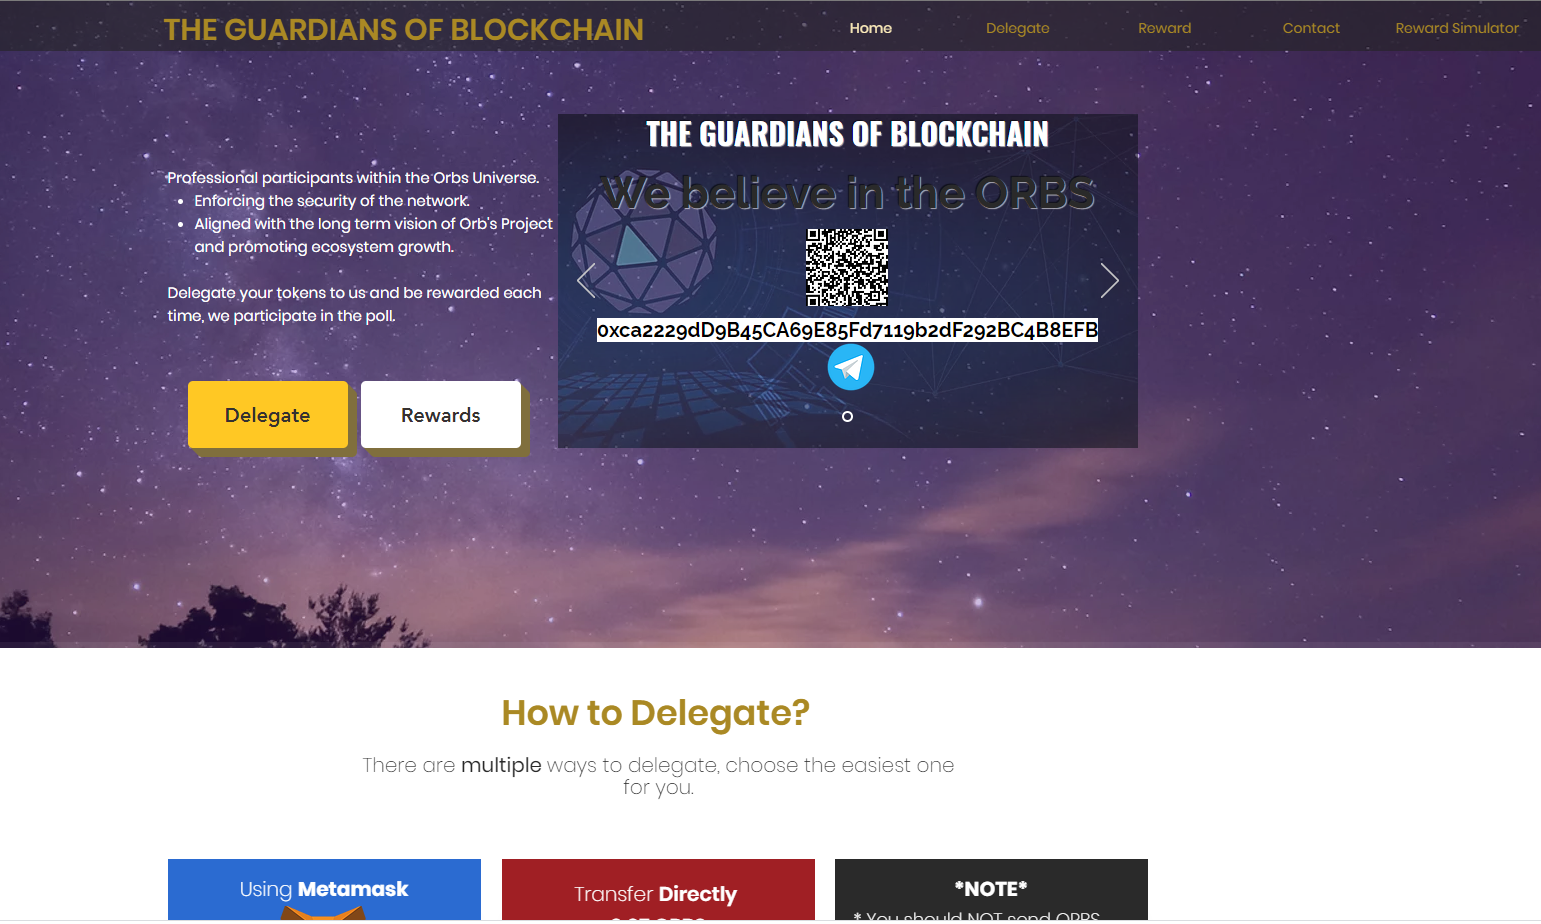 THE GUARDIANS OF BLOCKCHAIN
Home
Delegate
Reward
Contact
Reward Simulator
Professional participants within the Orbs Universe.
• Enforcing the security of the network.
• Aligned with the long term vision of Orb's Project
and promoting ecosystem growth.
Delegate your tokens to us and be rewarded each
time, we participate in the poll.
Delegate
Rewards
THE GUARDIANS OF BLOCKCHAIN
We believe in the ORBS
0xca2229dD9B45CA69E85Fd7119b2dF292BC4B8EFB
How to Delegate?
There are multiple ways to delegate, choose the easiest one
for you.
Using Metamask
Transfer Directly
*NOTE*
* You should NOT send ORBS